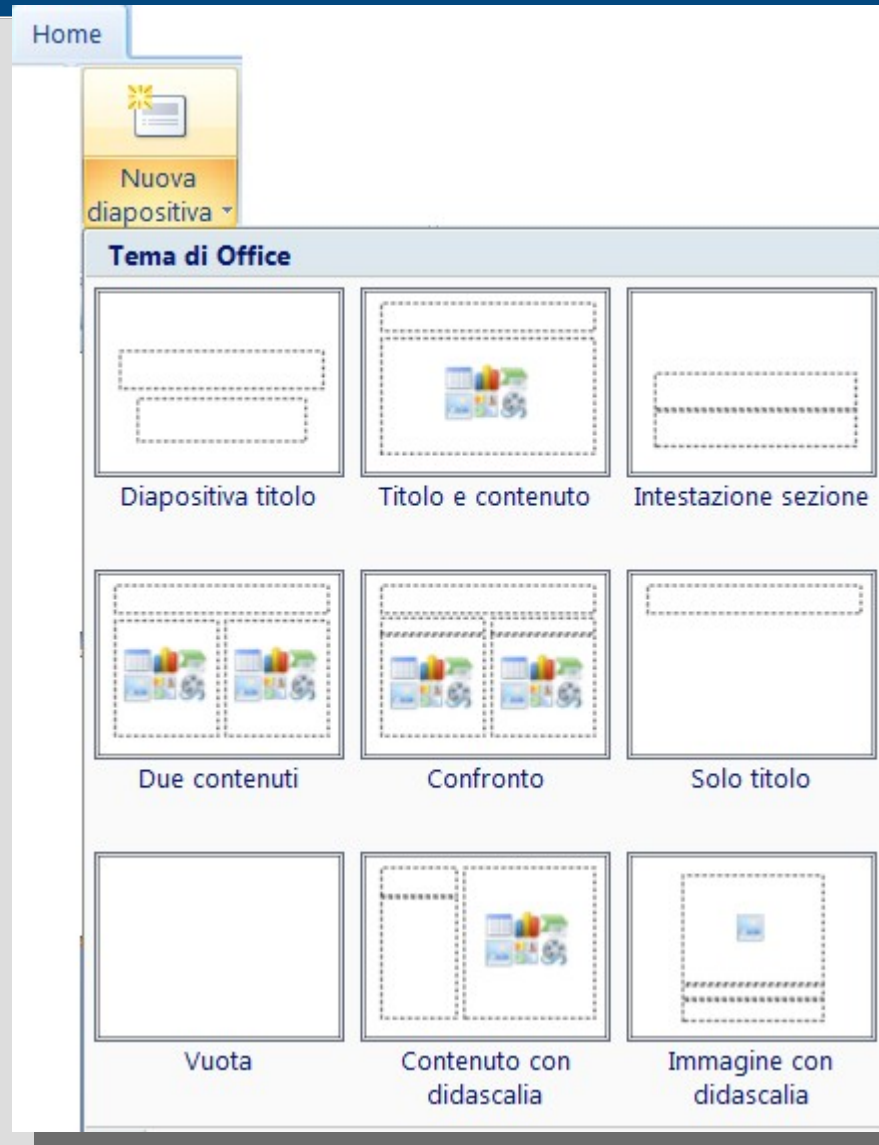 Home
Nuova
diapositiva
Tema di Office
Diapositiva titolo
Titolo e contenuto
Intestazione sezione
Due contenuti
Confronto
Solo titolo
Vuota
Contenuto con
didascalia
Immagine con
didascalia